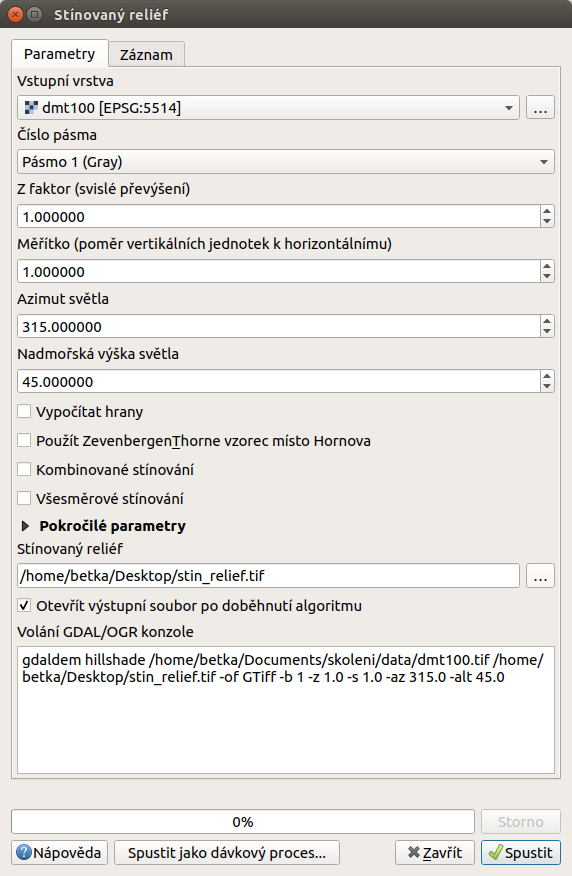 Stínovaný reliéf
Parametry
Záznam
Vstupní vrstva
dmt100 [EPSG:5514]
...
Číslo pásma
Pásmo 1 (Gray)
Z faktor (svislé převýšení)
1.000000
Měřítko (poměr vertikálních jednotek k horizontálnímu)
1.000000
Azimut světla
315.000000
Nadmořská výška světla
45.000000
Vypočítat hrany
Použít ZevenbergenThorne vzorec místo Hornova
Kombinované stínování
Všesměrové stínování
Pokročilé parametry
Stínovaný reliéf
/home/betka/Desktop/stin_relief.tif
...
Otevřít výstupní soubor po doběhnutí algoritmu
Volání GDAL/OGR konzole
gdaldem hillshade /home/betka/Documents/skoleni/data/dmt100.tif /home/
betka/Desktop/stin_relief.tif -of GTiff -b 1 -z 1.0 -s 1.0 -az 315.0 -alt 45.0
0%
Storno
Nápověda
Spustit jako dávkový proces...
Zavřít
Spustit